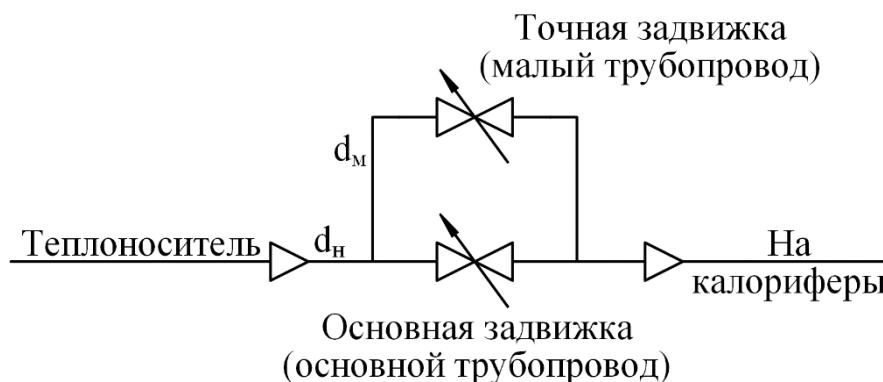 Точная задвижка
(малый трубопровод)
dм
Теплоноситель
dн
На
калориферы
Основная задвижка
(основной трубопровод)